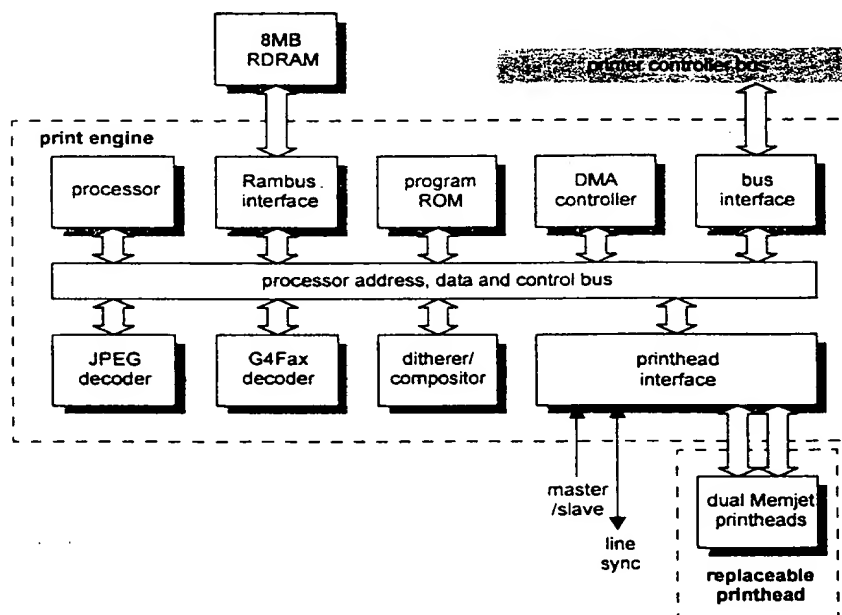 8MB
RDRAM
printer controller bus
print engine
processor
Rambus
interface
program
ROM
DMA
controller
bus
interface
processor address, data and control bus
JPEG
decoder
G4Fax
decoder
ditherer/
compositor
printhead
interface
master
/slave
line
sync
dual Memjet
printheads
replaceable
printhead